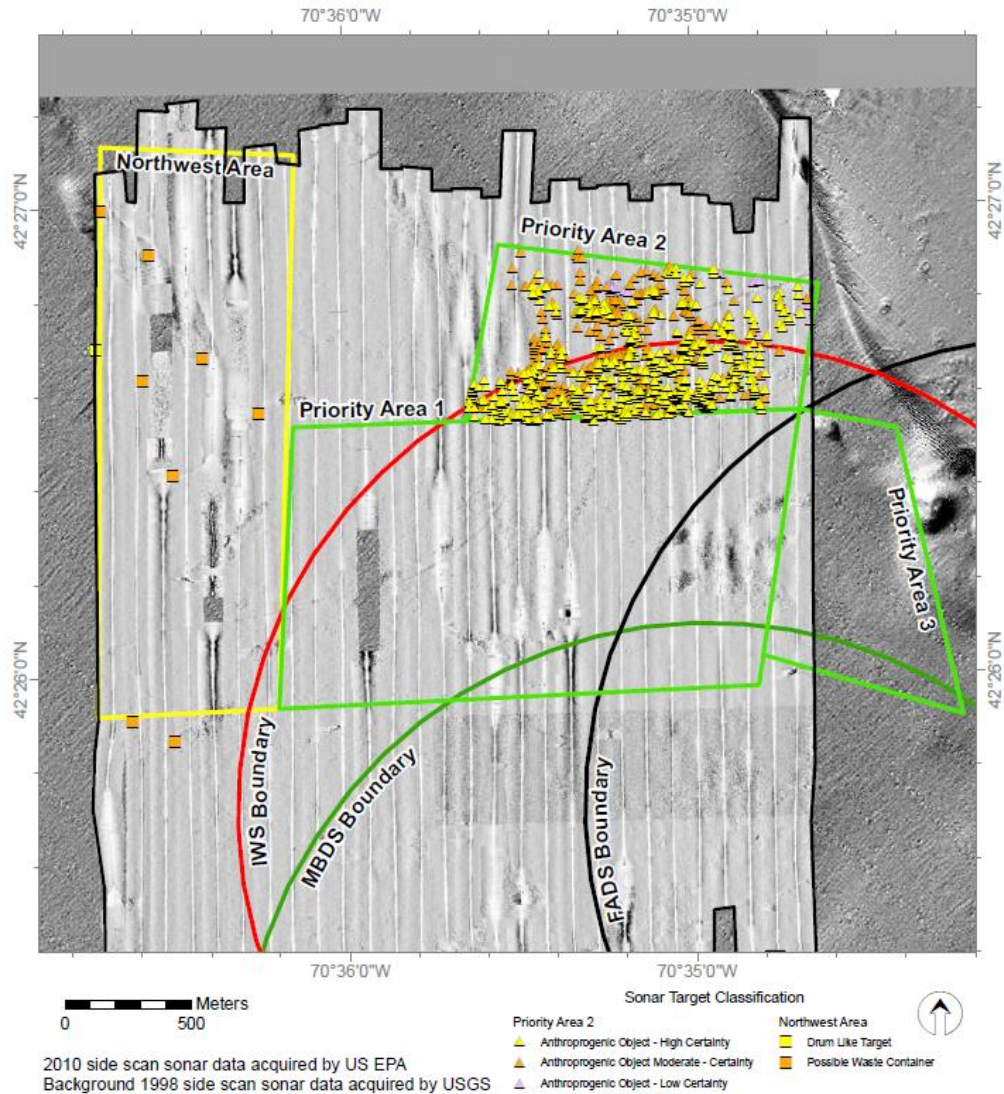 70°36'0"W 70°35'0"W
Northwest Area
42°27'0"N
42°27'0"N
Priority Area 2
Priority Area 1
Priority Area 3
42°26'0"N
42°26'0"N
IWS Boundary
MBDS Boundary
FADS Boundary
70°36'0"W 70°35'0"W
Meters
0 500
Sonar Target Classification
Priority Area 2
Anthroprogenic Object - High Certainty
Anthroprogenic Object Moderate - Certainty
Anthroprogenic Object - Low Certainty
Northwest Area
Drum Like Target
Possible Waste Container
2010 side scan sonar data acquired by US EPA
Background 1998 side scan sonar data acquired by USGS